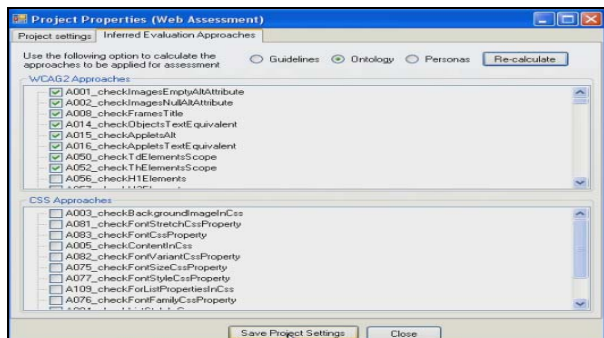 Project Properties (Web Assessment)
Project settings Inferred Evaluation Approaches
Use the following option to calculate the
approaches to be applied for assessment
Guidelines Ontology Personas Re-calculate
WCAG2 Approaches
A001_checkImagesEmptyAltAttribute
A002_checkImagesNullAltAttribute
A008_checkFramesTitle
A014_checkObjectsTextEquivalent
A015_checkAppletsAlt
A016_checkAppletsTextEquivalent
A050_checkTdElementsScope
A052_checkThElementsScope
A056_checkH1Elements
CSS Approaches
A003_checkBackgroundImageInCss
A081_checkFontStretchCssProperty
A083_checkFontCssProperty
A005_checkContentInCss
A082_checkFontVariantCssProperty
A075_checkFontSizeCssProperty
A077_checkFontStyleCssProperty
A109_checkForListPropertiesInCss
A076_checkFontFamilyCssProperty
Save Project Settings Close